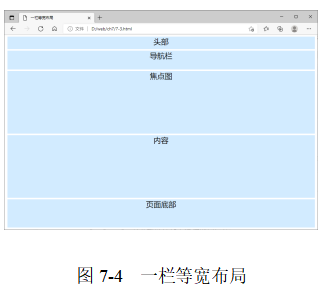 一栏等宽布局
文件
D:/web/ch7/7-3.html
头部
导航栏
焦点图
内容
页面底部
图 7-4 一栏等宽布局